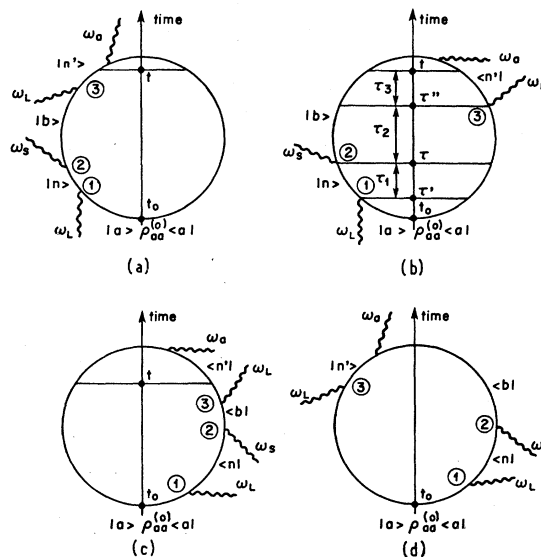 time
ωa
|n'>
t
ωL
③
|b>
ωs
②
①
|n>
t₀
ωL
|a> ρaa⁽⁰⁾ <a|
(a)
time
ωa
t
<n'|
τ₃
ωL
τ''
③
|b>
τ₂
ωs
②
τ
|n>
①
τ₁
τ'
t₀
ωL
|a> ρaa⁽⁰⁾ <a|
(b)
time
ωa
<n'|
t
ωL
③
<b|
②
ωs
<n|
①
t₀
ωL
|a> ρaa⁽⁰⁾ <a|
(c)
time
ωa
|n'>
ωL
③
<b|
②
ωs
<n|
①
t₀
ωL
|a> ρaa⁽⁰⁾ <a|
(d)